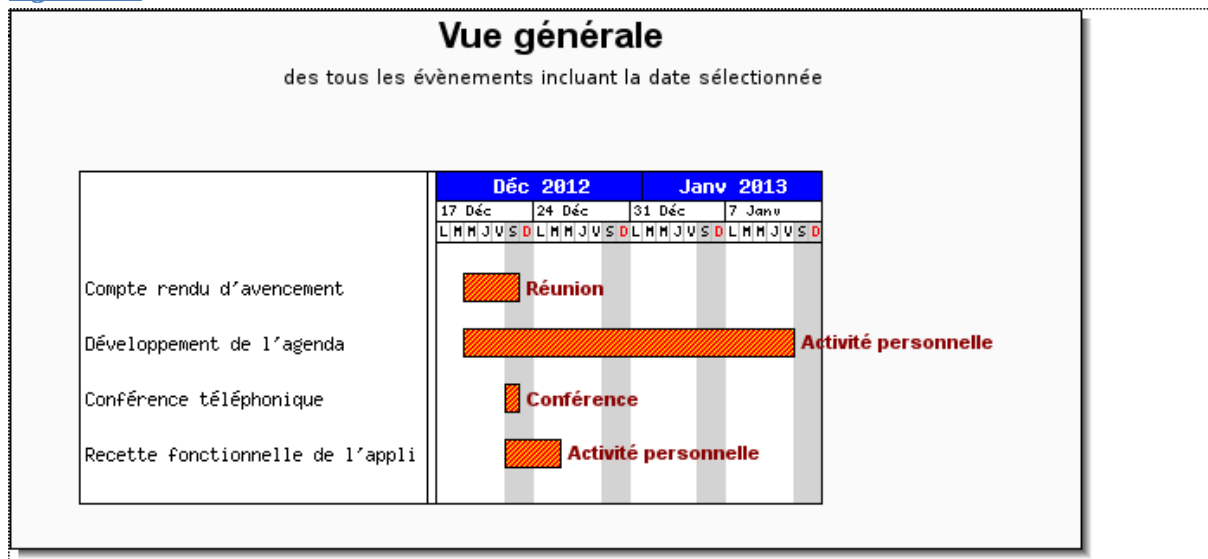 Vue générale
des tous les évènements incluant la date sélectionnée
Déc 2012 Janv 2013
17 Déc 24 Déc 31 Déc 7 Janv
L M M J V S D L M M J V S D L M M J V S D L M M J V S D
Compte rendu d'avencement Réunion
Développement de l'agenda Activité personnelle
Conférence téléphonique Conférence
Recette fonctionnelle de l'appli Activité personnelle